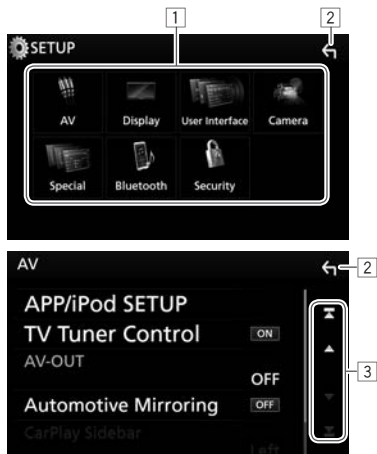 1
2
SETUP
AV
Display
User Interface
Camera
Special
Bluetooth
Security
AV
2
APP/iPod SETUP
TV Tuner Control
ON
AV-OUT
OFF
3
Automotive Mirroring
OFF
CarPlay Sidebar
Left